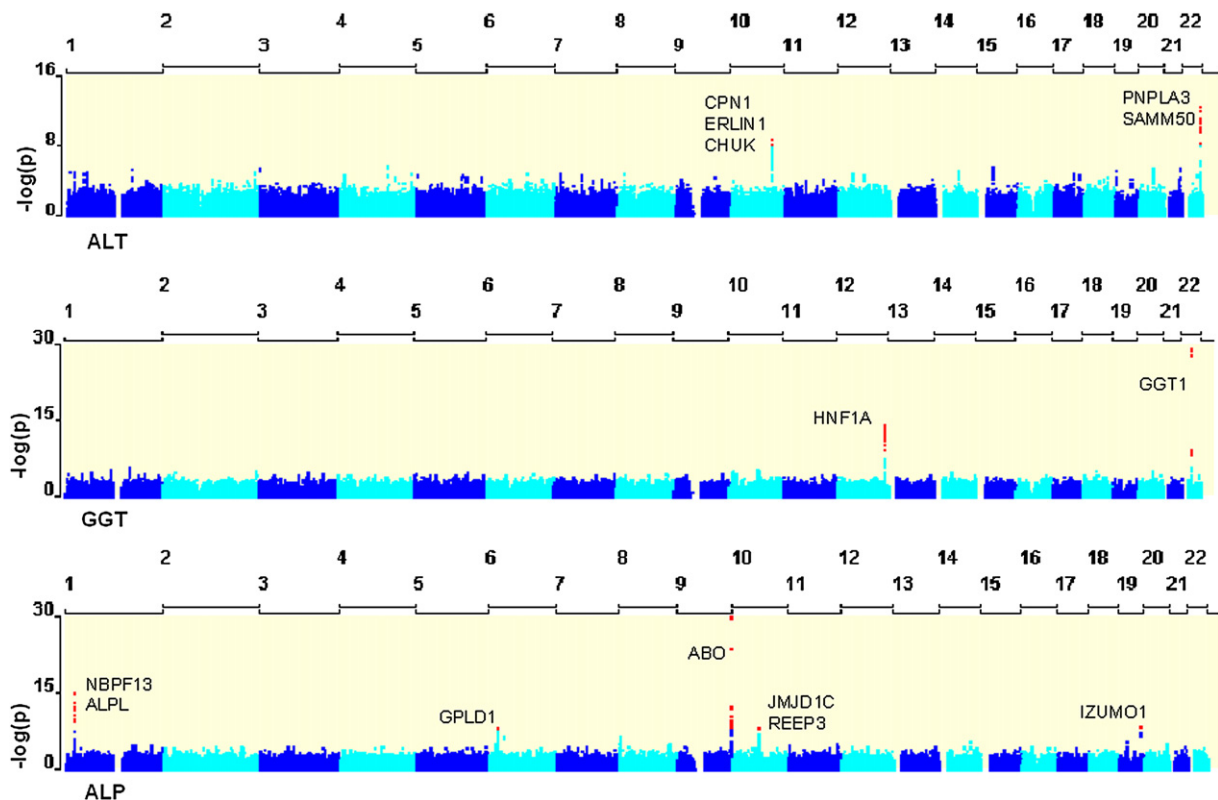 2 4 6 8 10 12 14 16 18 20 22
1 3 5 7 9 11 13 15 17 19 21
16
CPN1
ERLIN1
CHUK
PNPLA3
SAMM50
8
-log(p)
0
ALT
2 4 6 8 10 12 14 16 18 20 22
1 3 5 7 9 11 13 15 17 19 21
30
GGT1
HNF1A
15
-log(p)
0
GGT
2 4 6 8 10 12 14 16 18 20 22
1 3 5 7 9 11 13 15 17 19 21
30
ABO
NBPF13
ALPL
15
GPLD1
JMJD1C
REEP3
IZUMO1
-log(p)
0
ALP